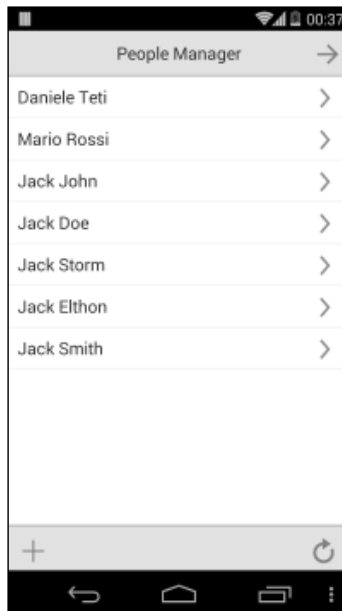 00:37
People Manager
Daniele Teti
Mario Rossi
Jack John
Jack Doe
Jack Storm
Jack Elthon
Jack Smith